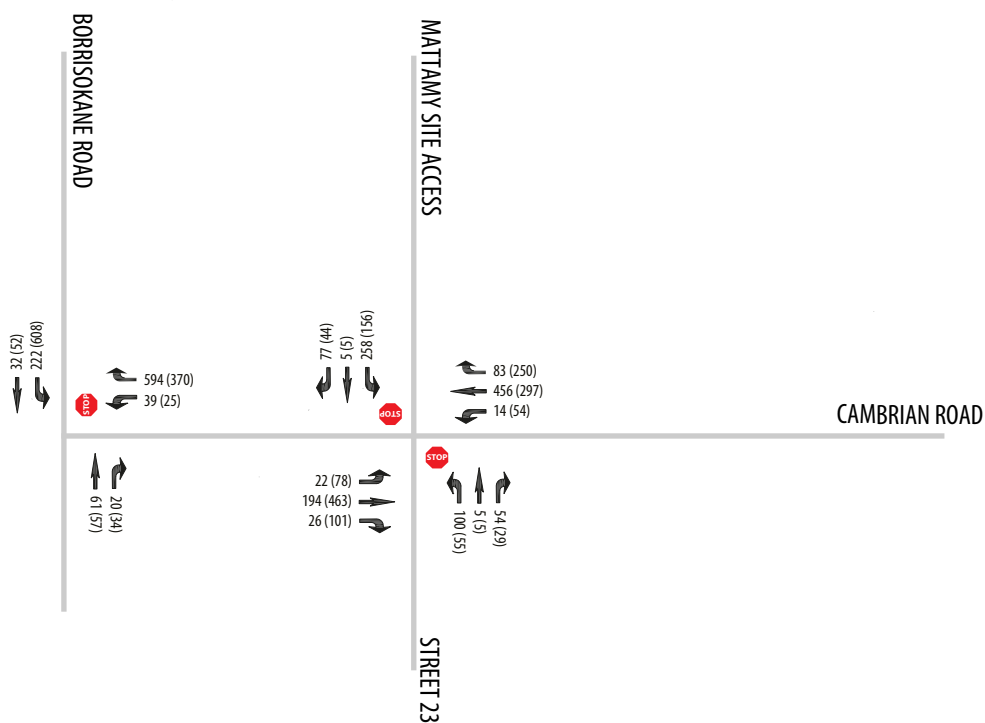 BORRISOKANE ROAD
MATTAMY SITE ACCESS
32 (52)
222 (608)
594 (370)
39 (25)
STOP
77 (44)
5 (5)
258 (156)
STOP
83 (250)
456 (297)
14 (54)
CAMBRIAN ROAD
61 (57)
20 (34)
22 (78)
194 (463)
26 (101)
STOP
100 (55)
5 (5)
54 (29)
STREET 23